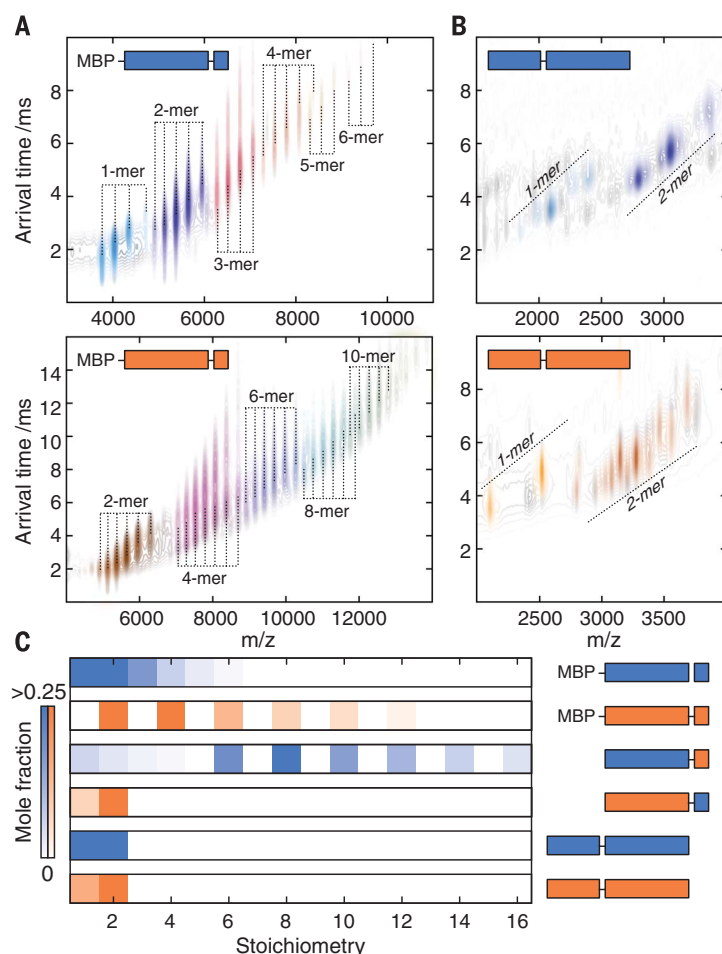 A
MBP
1-mer
2-mer
3-mer
4-mer
5-mer
6-mer
Arrival time /ms
8
6
4
2
4000 6000 8000 10000
B
1-mer
2-mer
8
6
4
2
2000 2500 3000
MBP
2-mer
4-mer
6-mer
8-mer
10-mer
Arrival time /ms
14
12
10
8
6
4
2
6000 8000 10000 12000
m/z
1-mer
2-mer
8
6
4
2
2500 3000 3500
m/z
C
>0.25
Mole fraction
0
MBP
MBP
2 4 6 8 10 12 14 16
Stoichiometry